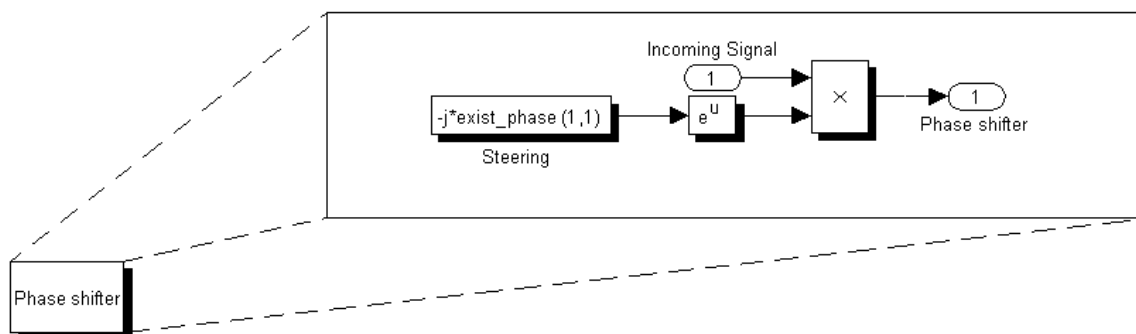 Incoming Signal
1
-j*exist_phase (1,1)
e^u
×
1
Phase shifter
Steering
Phase shifter